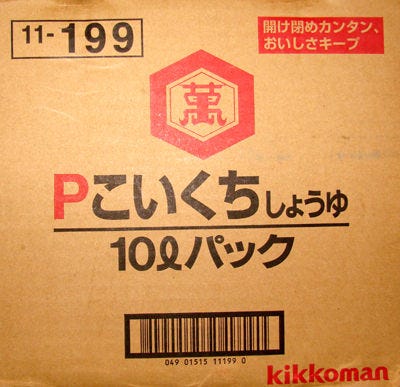 11-199
開け閉めカンタン、
おいしさキープ
萬
Pこいくちしょうゆ
10ℓパック
049 01515 11199 0
kikkoman